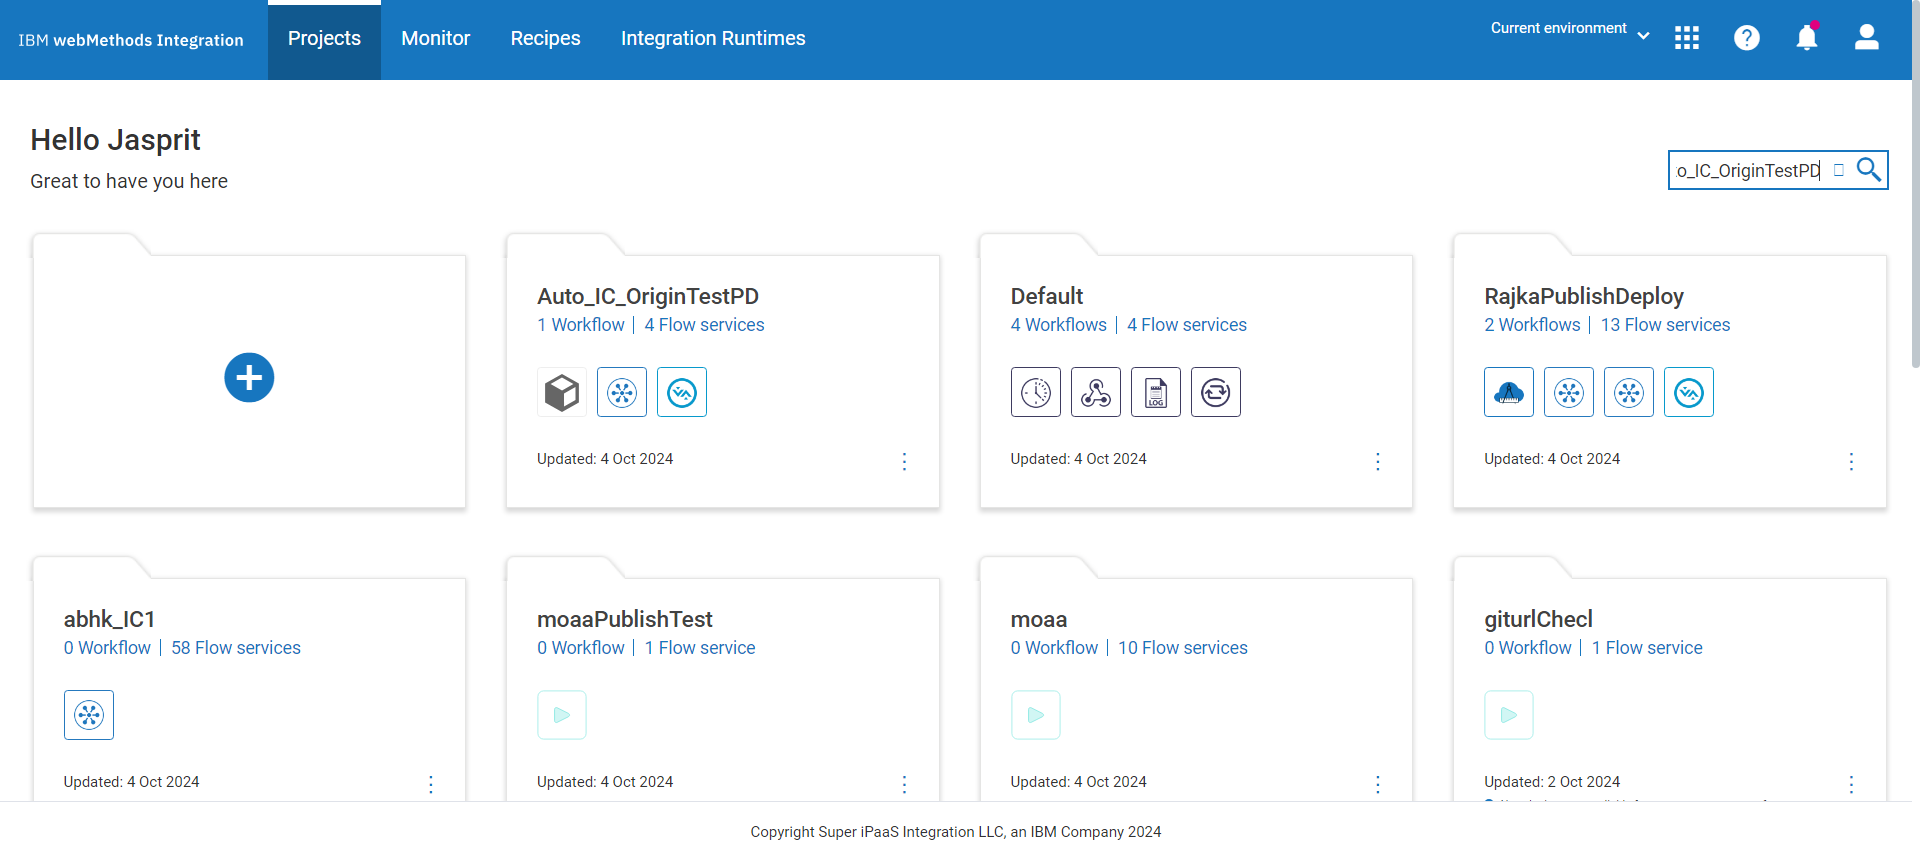 IBM webMethods Integration
Projects
Monitor
Recipes
Integration Runtimes
Current environment
Hello Jasprit
Great to have you here
o_IC_OriginTestPD
Auto_IC_OriginTestPD
1 Workflow | 4 Flow services
Updated: 4 Oct 2024
Default
4 Workflows | 4 Flow services
LOG
Updated: 4 Oct 2024
RajkaPublishDeploy
2 Workflows | 13 Flow services
Updated: 4 Oct 2024
abhk_IC1
0 Workflow | 58 Flow services
Updated: 4 Oct 2024
moaaPublishTest
0 Workflow | 1 Flow service
Updated: 4 Oct 2024
moaa
0 Workflow | 10 Flow services
Updated: 4 Oct 2024
giturlChecl
0 Workflow | 1 Flow service
Updated: 2 Oct 2024
Copyright Super iPaaS Integration LLC, an IBM Company 2024